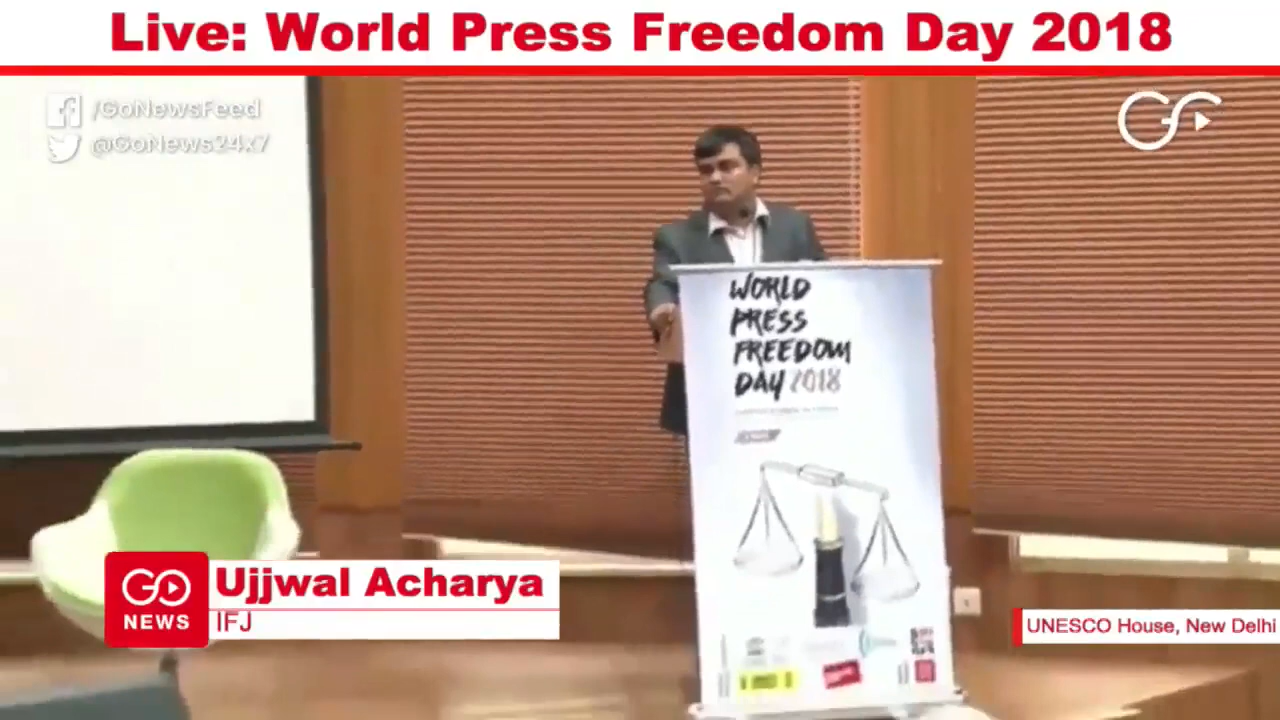 Live: World Press Freedom Day 2018
/GoNewsFeed
@GoNews24x7
WORLD
PRESS
FREEDOM
DAY 2018
GO
NEWS
Ujjwal Acharya
IFJ
UNESCO House, New Delhi